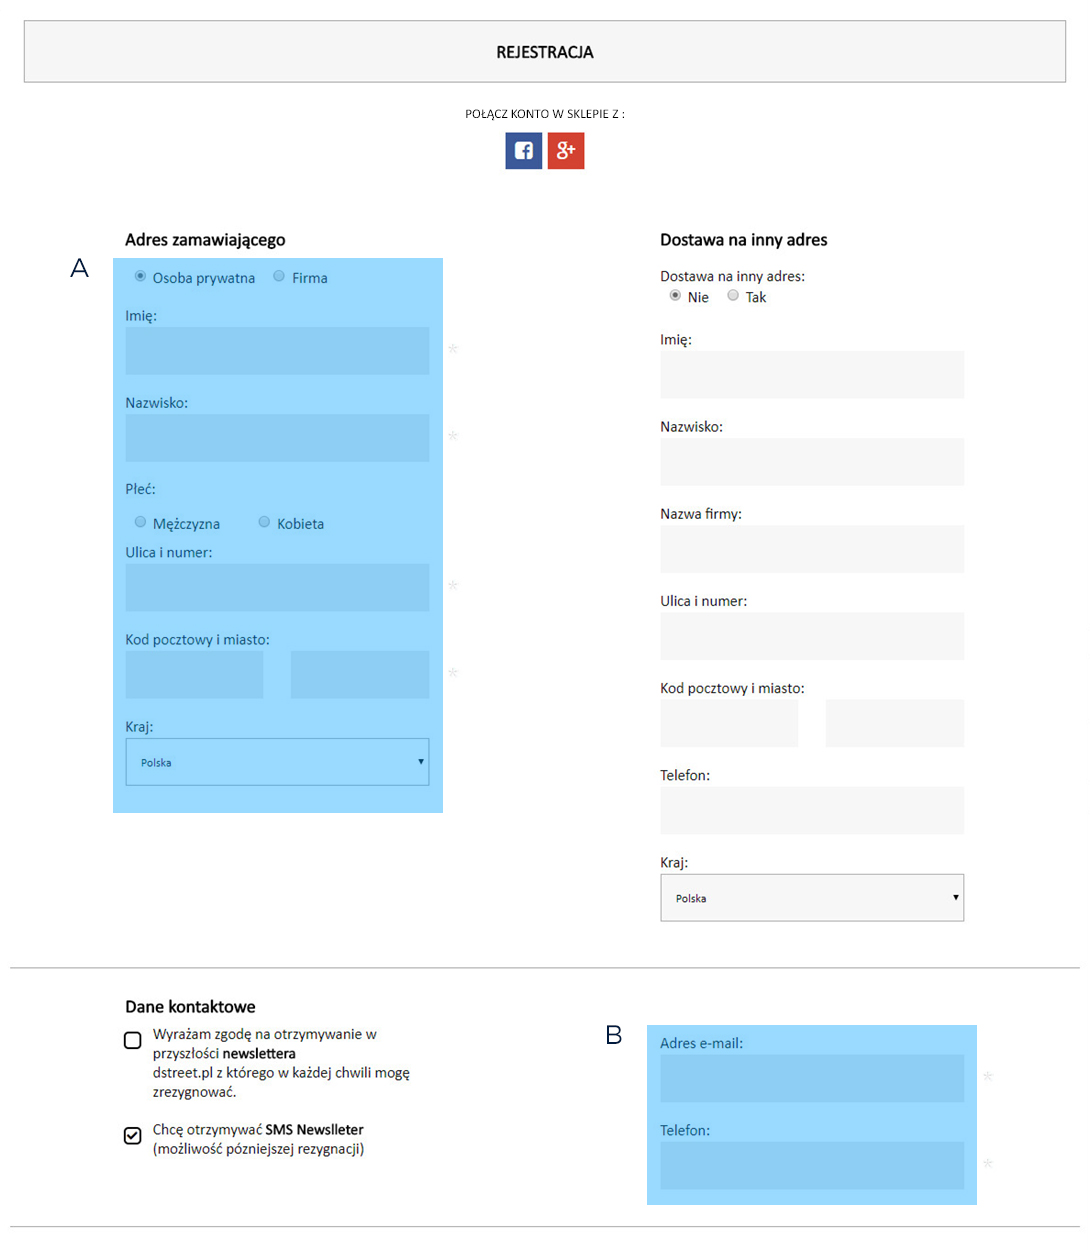 REJESTRACJA
POŁĄCZ KONTO W SKLEPIE Z :
g+
Adres zamawiającego
A
Osoba prywatna Firma
Imię:
*
Nazwisko:
*
Płeć:
Mężczyzna Kobieta
Ulica i numer:
*
Kod pocztowy i miasto:
*
Kraj:
Polska
Dostawa na inny adres
Dostawa na inny adres:
Nie Tak
Imię:
Nazwisko:
Nazwa firmy:
Ulica i numer:
Kod pocztowy i miasto:
Telefon:
Kraj:
Polska
Dane kontaktowe
Wyrażam zgodę na otrzymywanie w
przyszłości newslettera
dstreet.pl z którego w każdej chwili mogę
zrezygnować.
Chcę otrzymywać SMS Newslleter
(możliwość pózniejszej rezygnacji)
B
Adres e-mail:
*
Telefon:
*